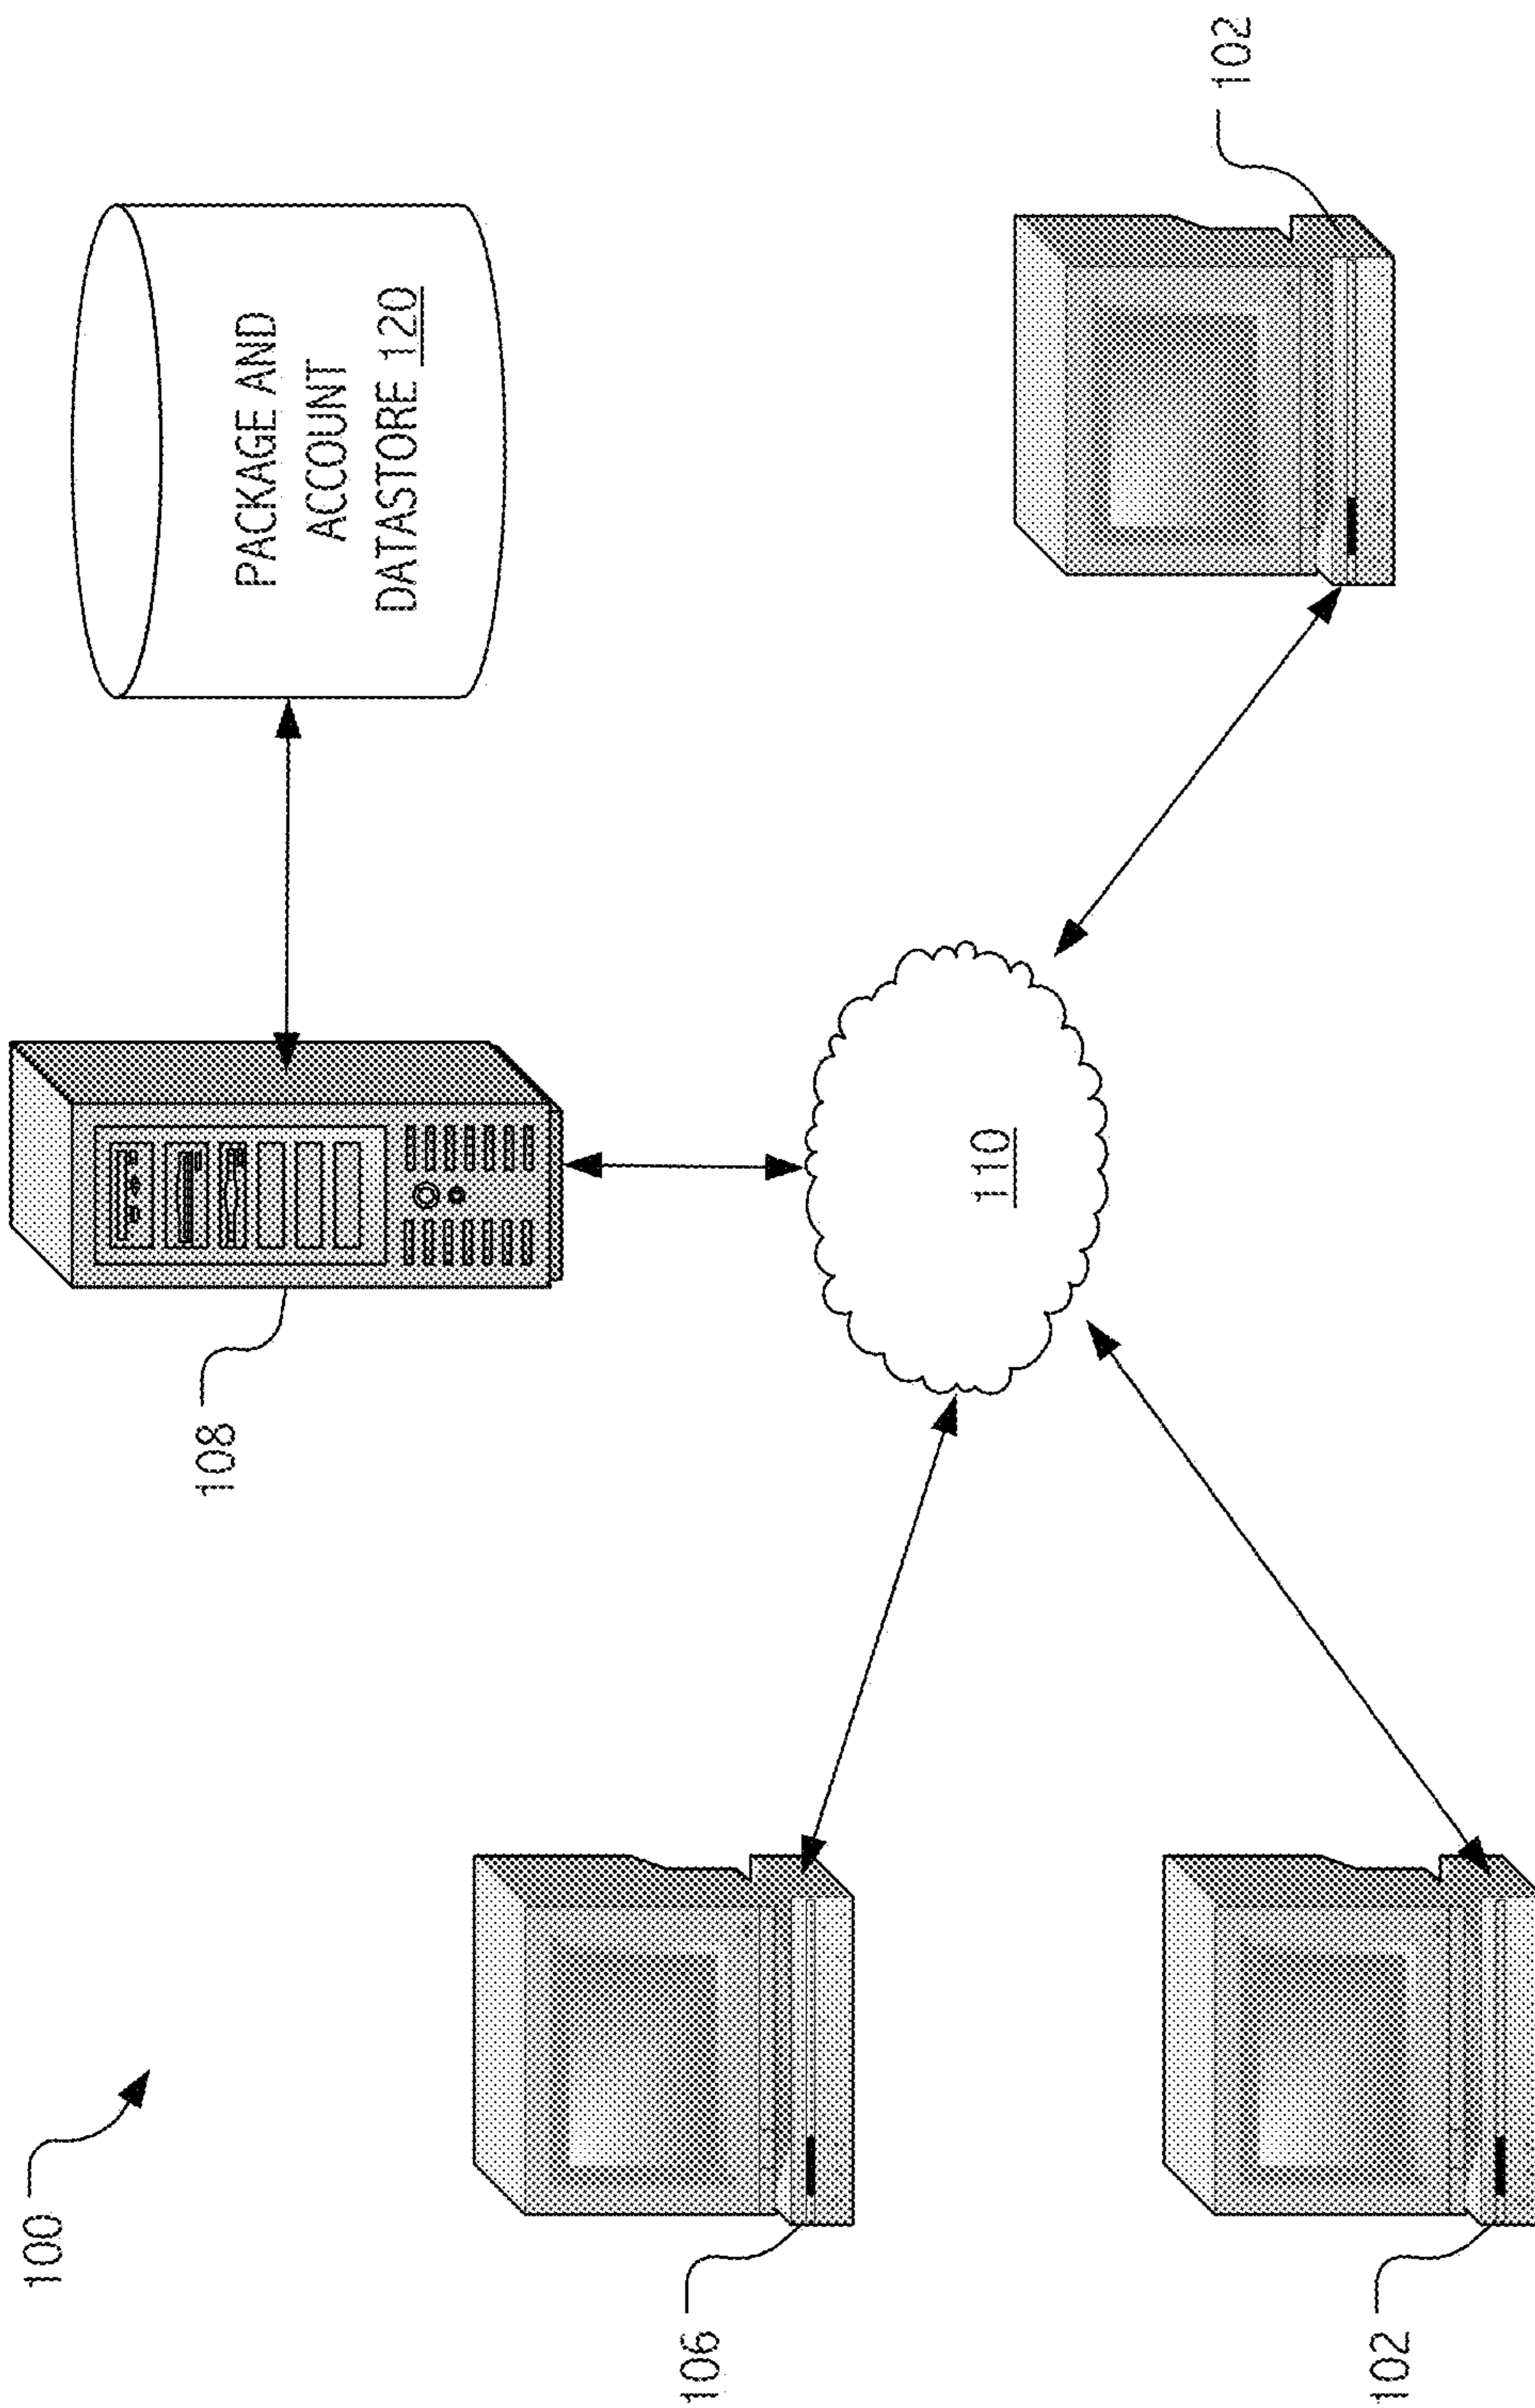 100
108
PACKAGE AND
ACCOUNT
DATASTORE 120
106
110
102
102